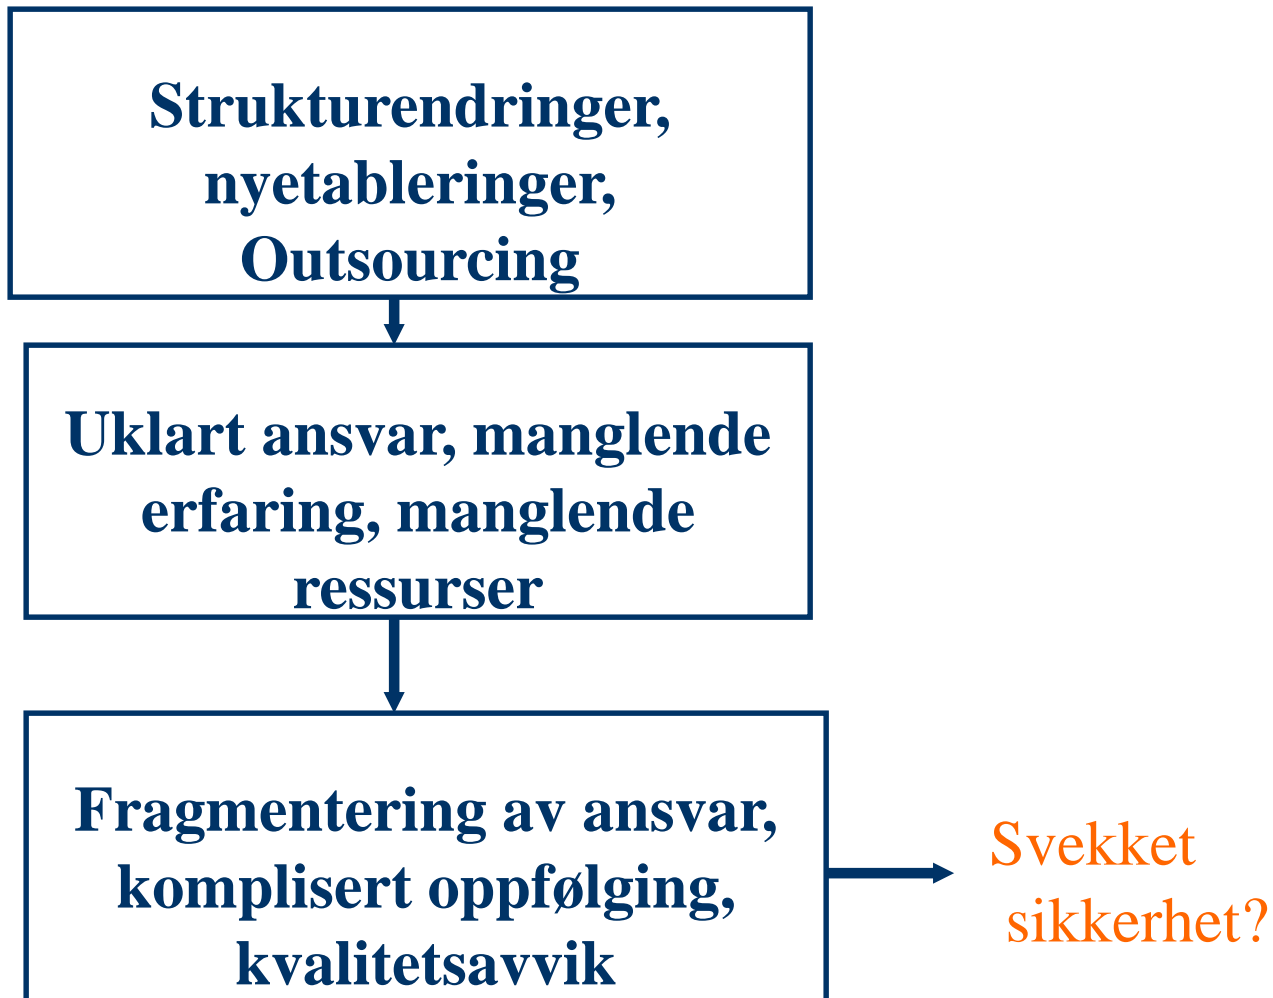 Strukturendringer,
nyetableringer,
Outsourcing
Uklart ansvar, manglende
erfaring, manglende
ressurser
Fragmentering av ansvar,
komplisert oppfølging,
kvalitetsavvik
Svekket
sikkerhet?